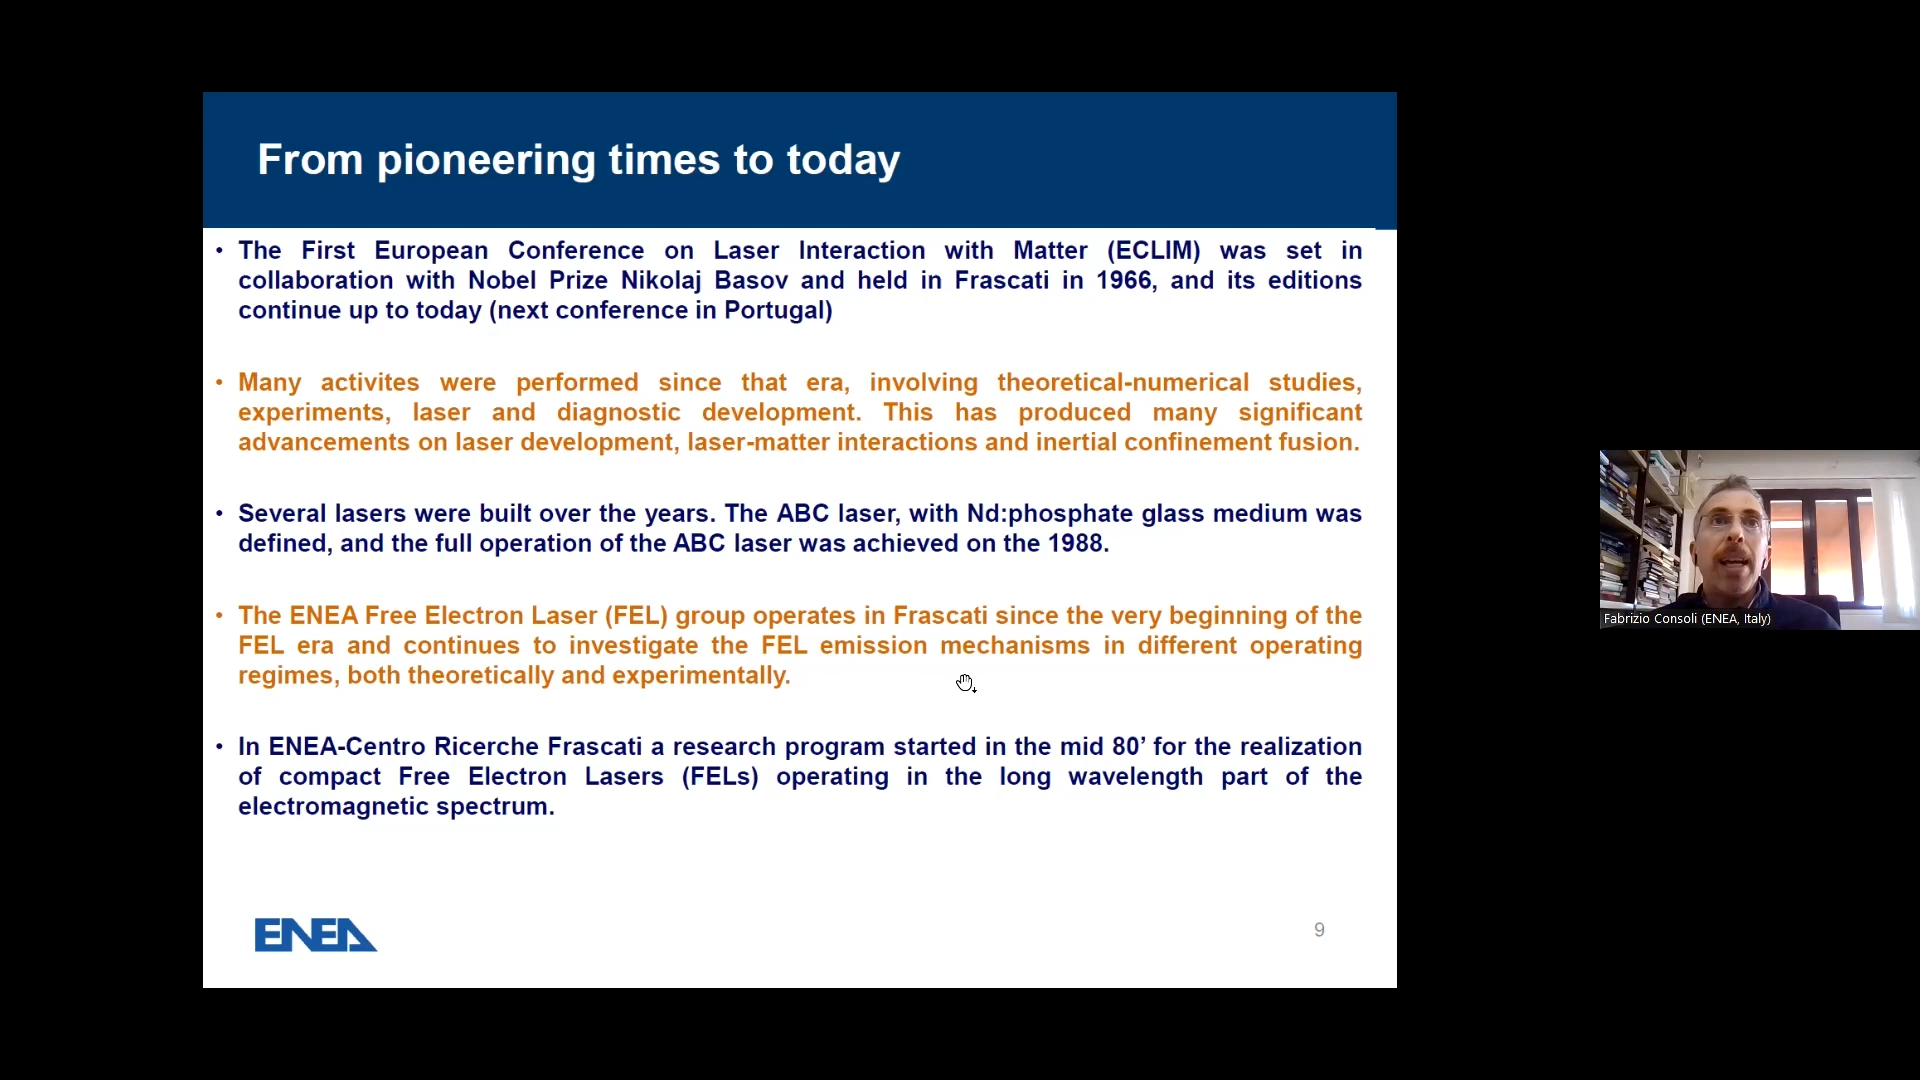 From pioneering times to today
• The First European Conference on Laser Interaction with Matter (ECLIM) was set in
collaboration with Nobel Prize Nikolaj Basov and held in Frascati in 1966, and its editions
continue up to today (next conference in Portugal)
• Many activites were performed since that era, involving theoretical-numerical studies,
experiments, laser and diagnostic development. This has produced many significant
advancements on laser development, laser-matter interactions and inertial confinement fusion.
• Several lasers were built over the years. The ABC laser, with Nd:phosphate glass medium was
defined, and the full operation of the ABC laser was achieved on the 1988.
• The ENEA Free Electron Laser (FEL) group operates in Frascati since the very beginning of the
FEL era and continues to investigate the FEL emission mechanisms in different operating
regimes, both theoretically and experimentally.
• In ENEA-Centro Ricerche Frascati a research program started in the mid 80’ for the realization
of compact Free Electron Lasers (FELs) operating in the long wavelength part of the
electromagnetic spectrum.
ENEA
9
Fabrizio Consoli (ENEA, Italy)